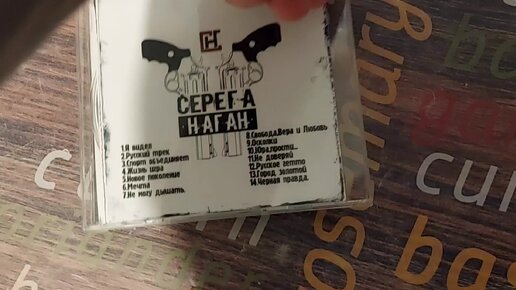 СН
СЕРЕГА
НАГАН
1.Я видел
2.Русский трек
3.Спорт объединяет
4.Жизнь игра
5.Новое поколение
6.Мечта
7.Не могу дышать.
8.Свобода,Вера и Любовь
9.Осколки
10.Юра,прости...
11.Не доверяй
12.Русское гетто
13.Город золотой
14.Черная правда.